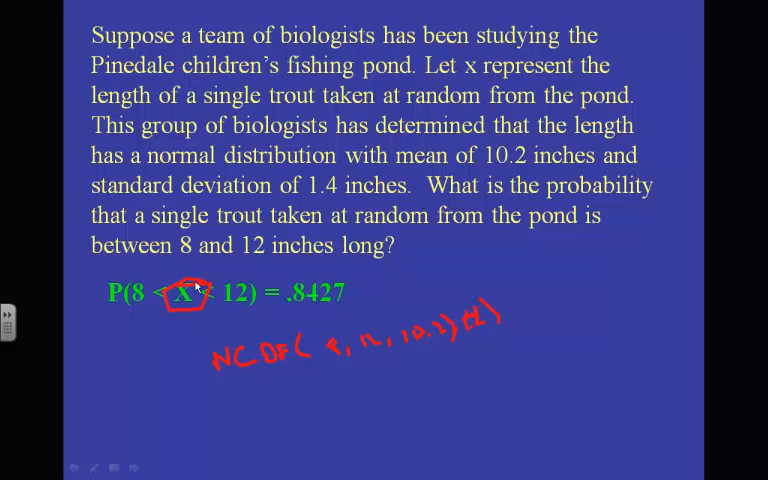 Suppose a team of biologists has been studying the
Pinedale children's fishing pond. Let x represent the
length of a single trout taken at random from the pond.
This group of biologists has determined that the length
has a normal distribution with mean of 10.2 inches and
standard deviation of 1.4 inches. What is the probability
that a single trout taken at random from the pond is
between 8 and 12 inches long?
P(8 < X < 12) = .8427
NCDF( 8, 12, 10.2)